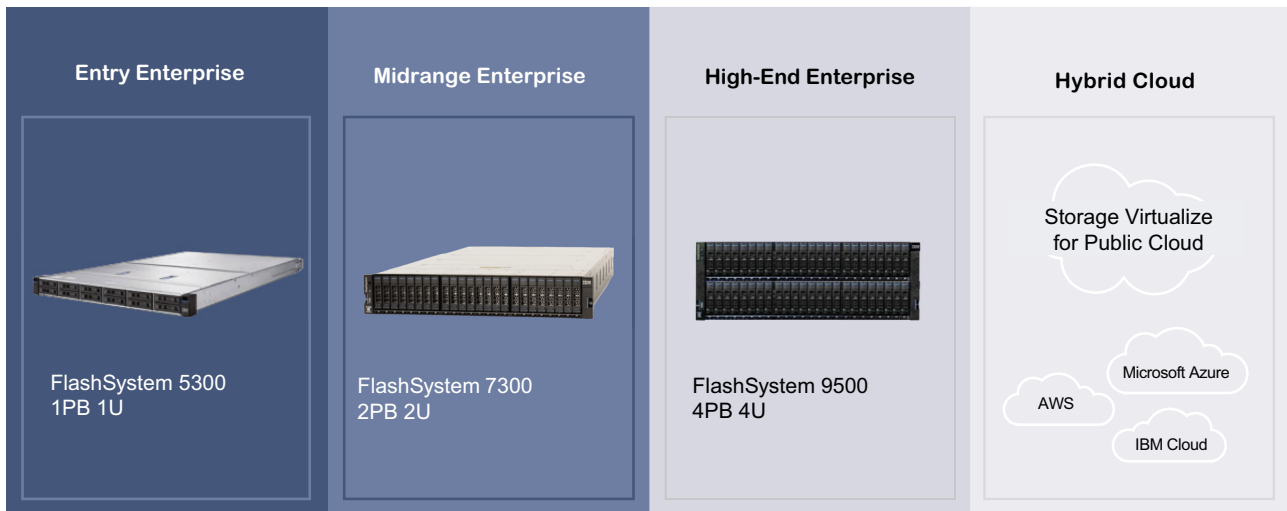 Entry Enterprise
FlashSystem 5300
1PB 1U
Midrange Enterprise
FlashSystem 7300
2PB 2U
High-End Enterprise
FlashSystem 9500
4PB 4U
Hybrid Cloud
Storage Virtualize
for Public Cloud
Microsoft Azure
AWS
IBM Cloud